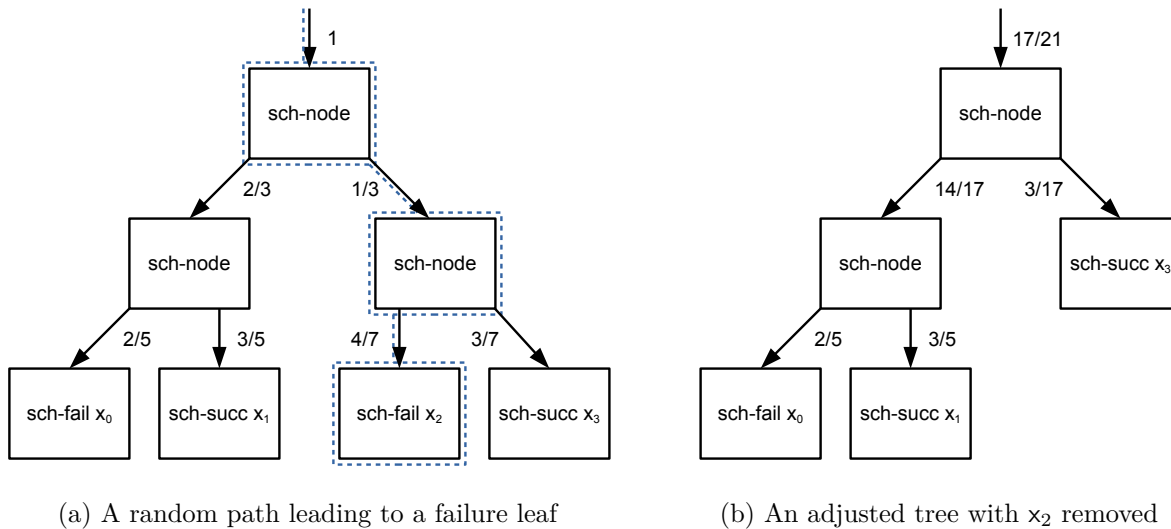 1
sch-node
2/3 1/3
sch-node sch-node
2/5 3/5 4/7 3/7
sch-fail x₀ sch-succ x₁ sch-fail x₂ sch-succ x₃
(a) A random path leading to a failure leaf
17/21
sch-node
14/17 3/17
sch-node sch-succ x₃
2/5 3/5
sch-fail x₀ sch-succ x₁
(b) An adjusted tree with x₂ removed